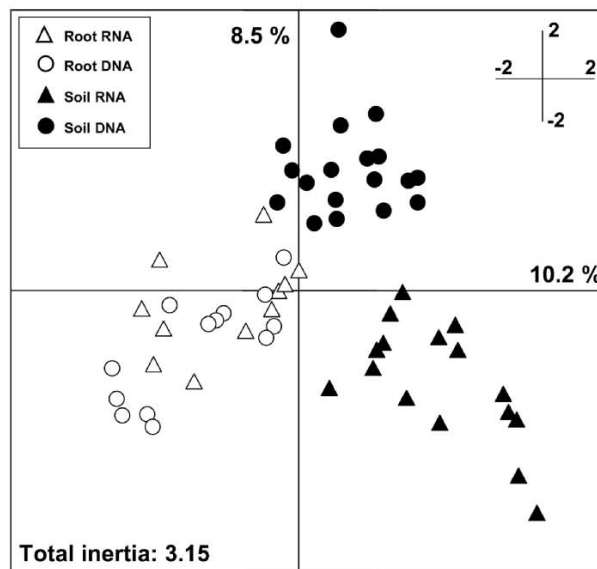 Root RNA
Root DNA
Soil RNA
Soil DNA
8.5 %
2
-2 2
-2
10.2 %
Total inertia: 3.15